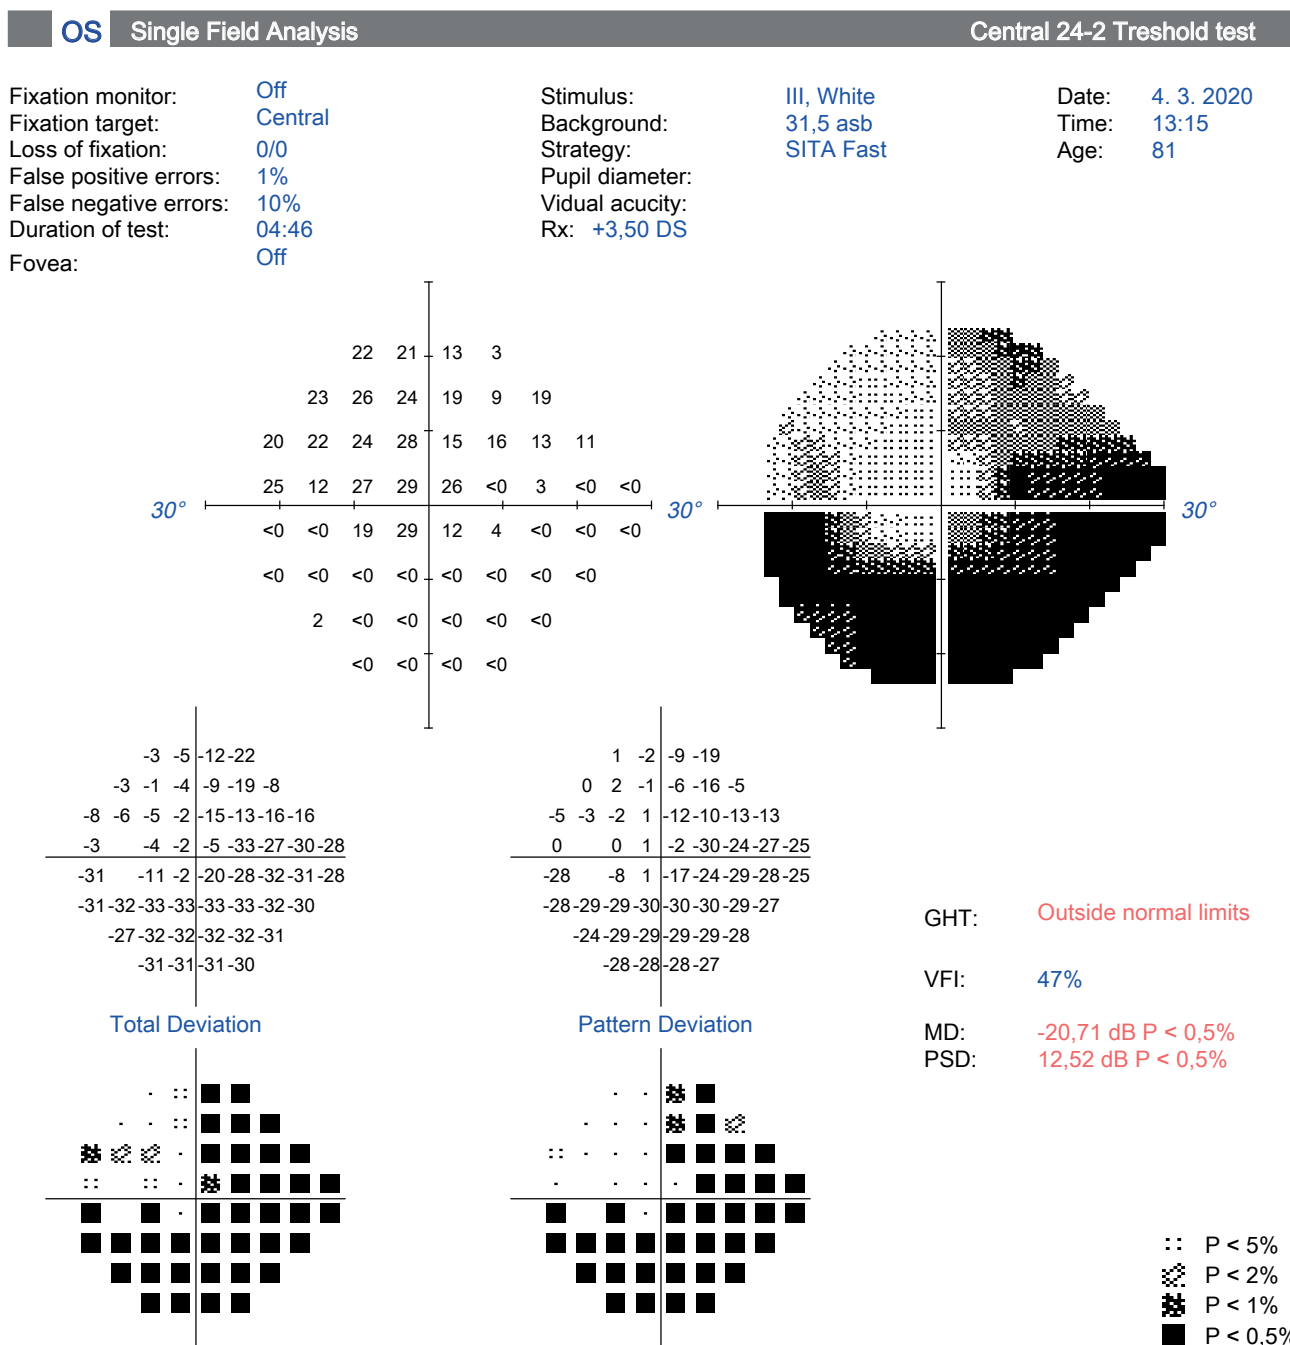 OS Single Field Analysis Central 24-2 Treshold test
Fixation monitor: Off Stimulus: III, White Date: 4. 3. 2020
Fixation target: Central Background: 31,5 asb Time: 13:15
Loss of fixation: 0/0 Strategy: SITA Fast Age: 81
False positive errors: 1% Pupil diameter:
False negative errors: 10% Vidual acucity:
Duration of test: 04:46 Rx: +3,50 DS
Fovea: Off
22 21 13 3
23 26 24 19 9 19
20 22 24 28 15 16 13 11
25 12 27 29 26 <0 3 <0 <0
30° 30° 30°
<0 <0 19 29 12 4 <0 <0 <0
<0 <0 <0 <0 <0 <0 <0 <0
2 <0 <0 <0 <0 <0
<0 <0 <0 <0
-3 -5 -12 -22 1 -2 -9 -19
-3 -1 -4 -9 -19 -8 0 2 -1 -6 -16 -5
-8 -6 -5 -2 -15 -13 -16 -16 -5 -3 -2 1 -12 -10 -13 -13
-3 -4 -2 -5 -33 -27 -30 -28 0 0 1 -2 -30 -24 -27 -25
-31 -11 -2 -20 -28 -32 -31 -28 -28 -8 1 -17 -24 -29 -28 -25
-31 -32 -33 -33 -33 -33 -32 -30 -28 -29 -29 -30 -30 -30 -29 -27
-27 -32 -32 -32 -32 -31 -24 -29 -29 -29 -29 -28
-31 -31 -31 -30 -28 -28 -28 -27
GHT: Outside normal limits
VFI: 47%
Total Deviation Pattern Deviation
MD: -20,71 dB P < 0,5%
PSD: 12,52 dB P < 0,5%
P < 5%
P < 2%
P < 1%
P < 0,5%